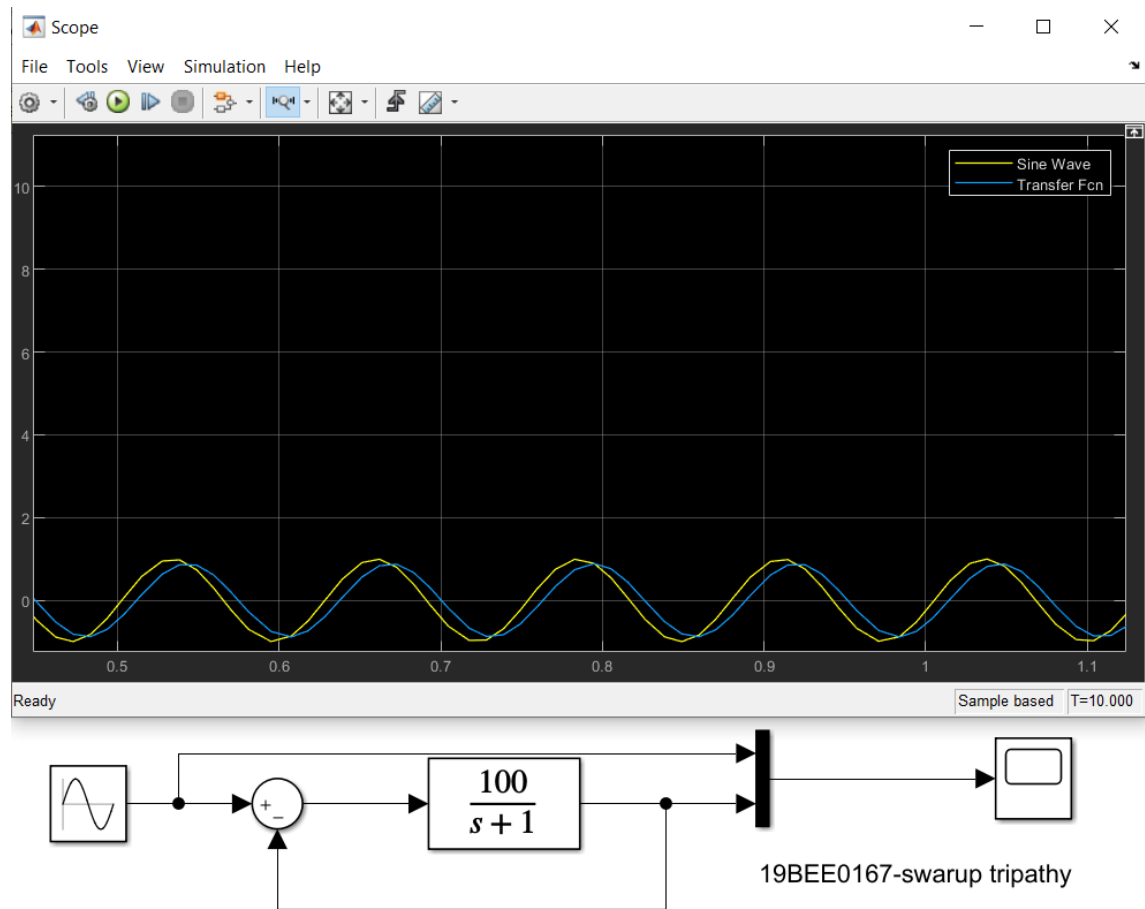 Scope
File Tools View Simulation Help
Sine Wave
Transfer Fcn
10
8
6
4
2
0
0.5 0.6 0.7 0.8 0.9 1 1.1
Ready Sample based T=10.000
+
−
100
s + 1
19BEE0167-swarup tripathy